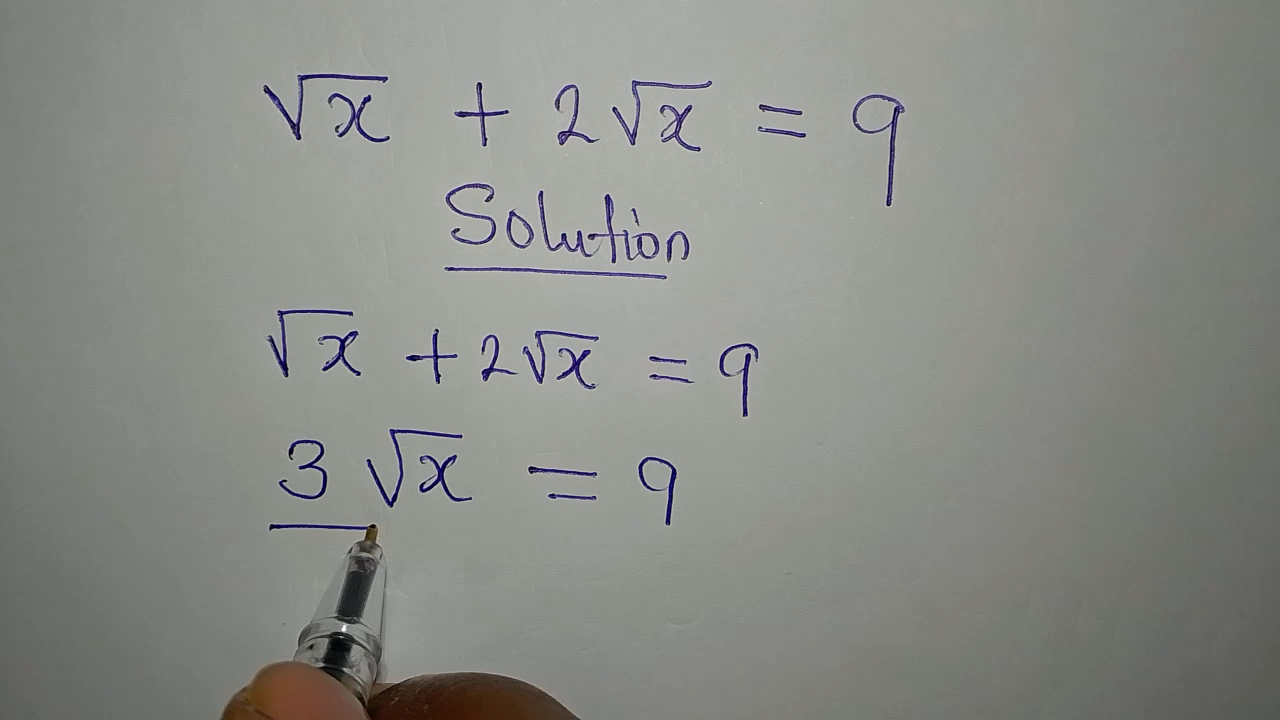 √x + 2√x = 9
Solution
√x + 2√x = 9
3 √x = 9